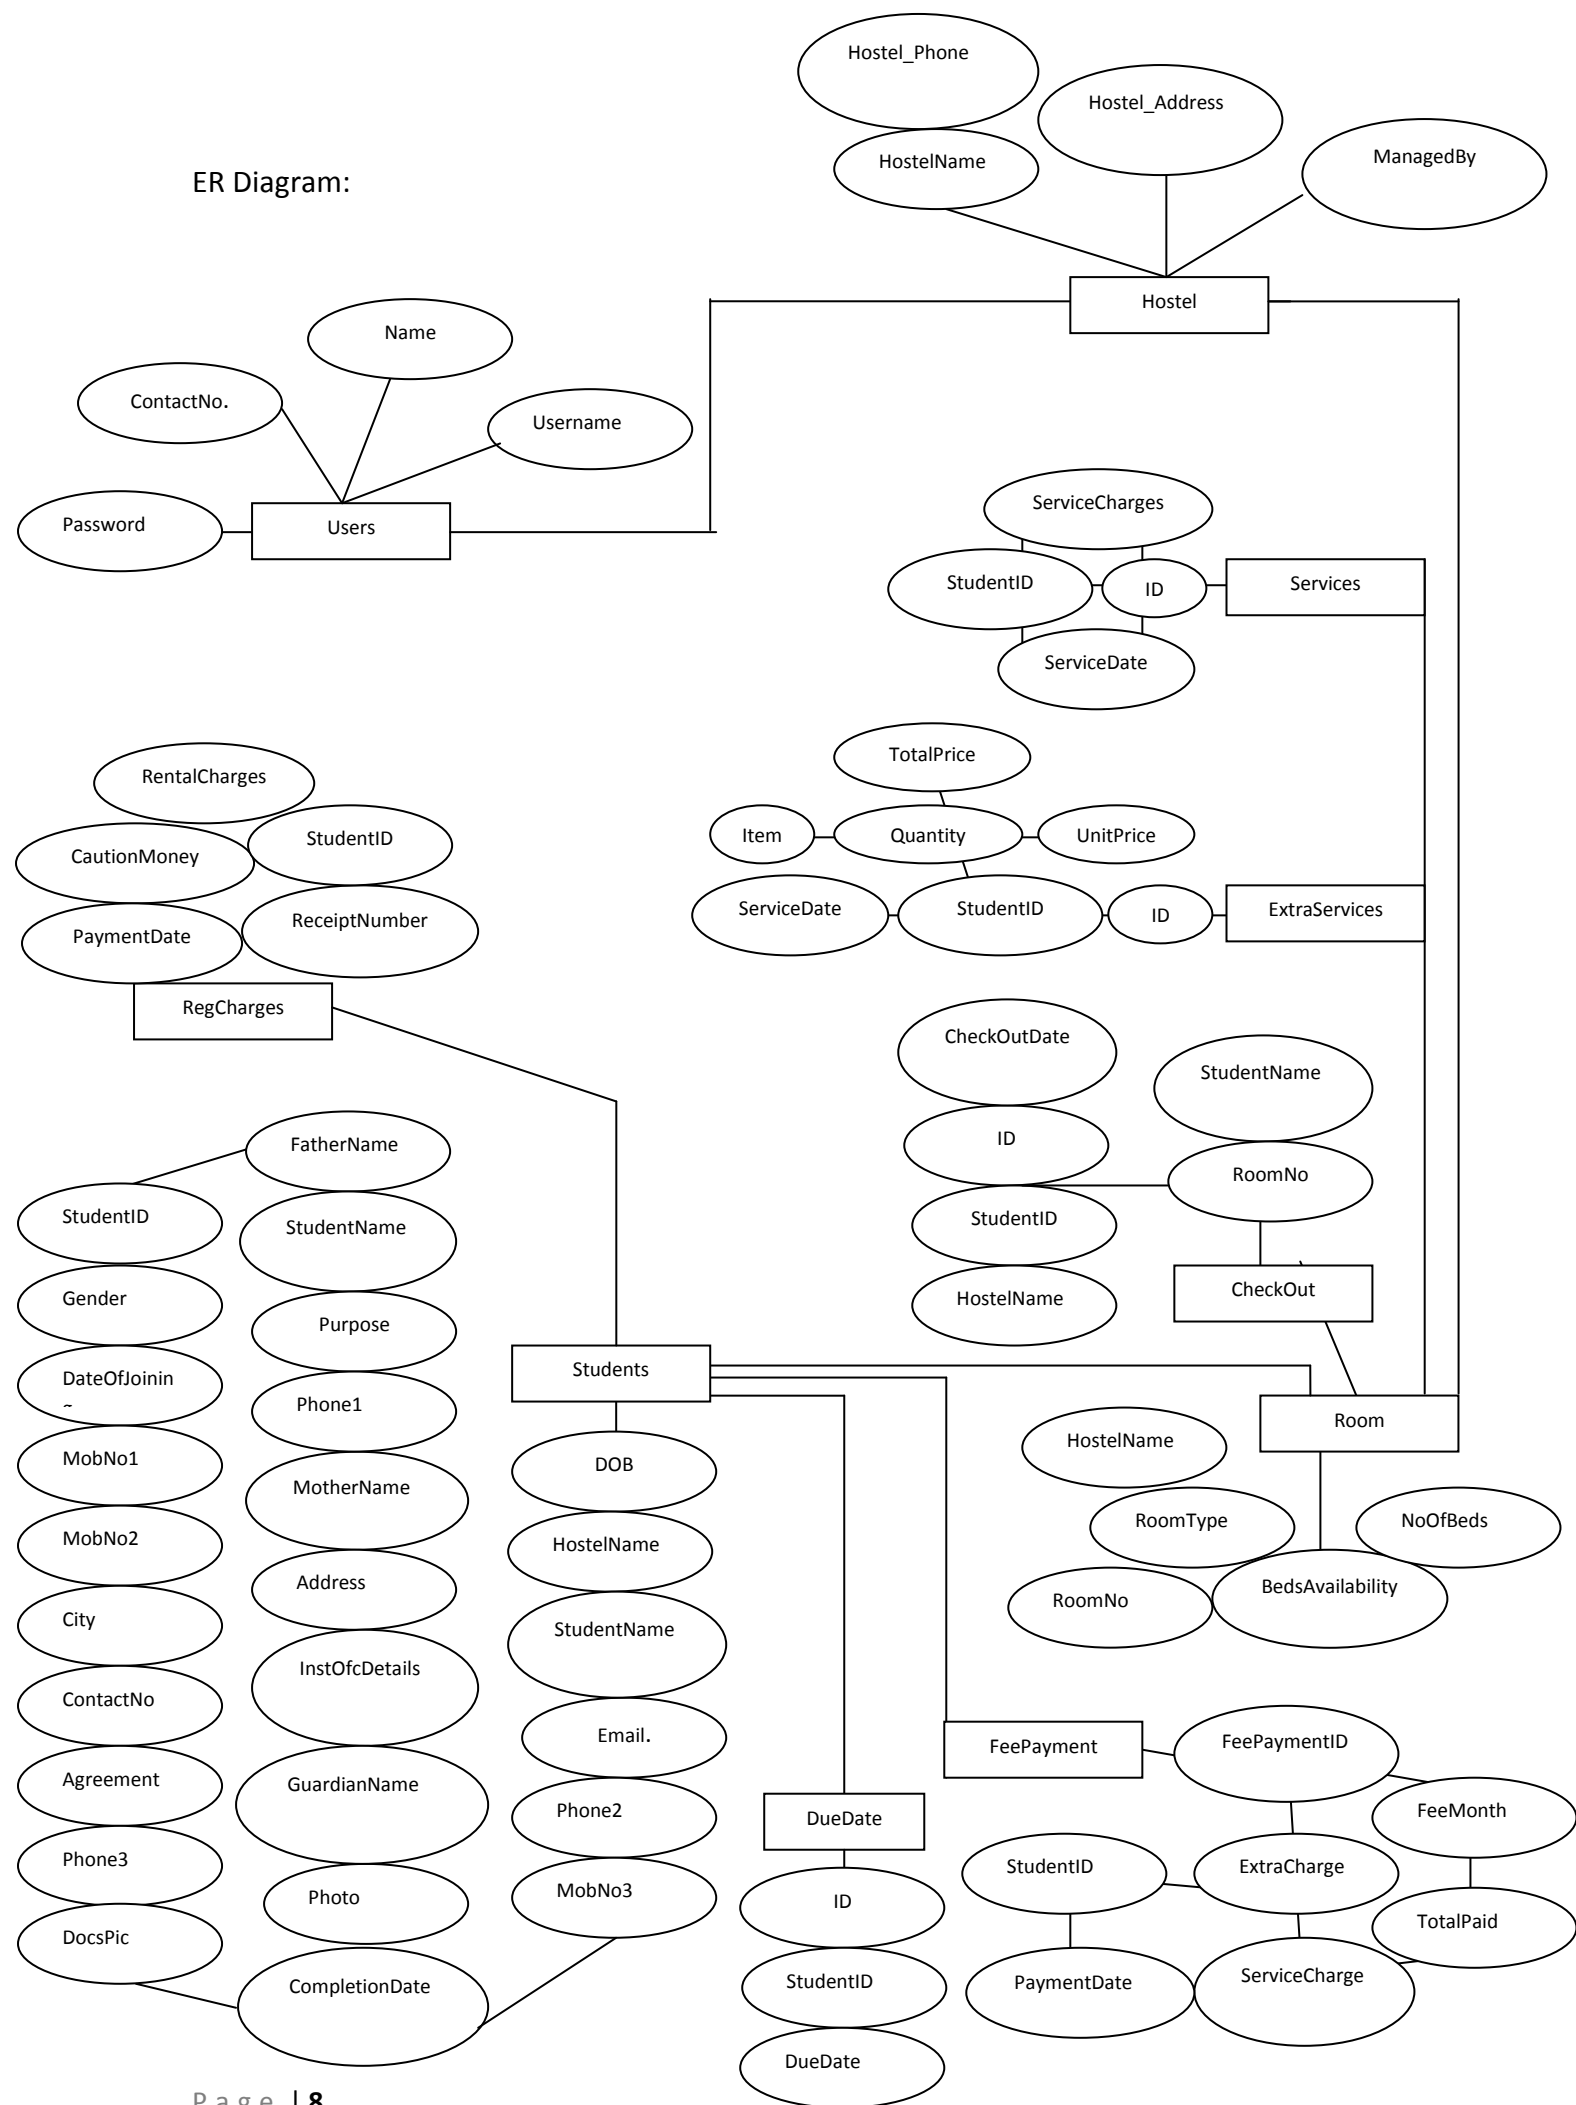 Hostel_Phone
Hostel_Address
ManagedBy
HostelName
ER Diagram:
Hostel
Name
ContactNo.
Username
Password
Users
ServiceCharges
StudentID
ID
Services
ServiceDate
TotalPrice
Item
Quantity
UnitPrice
ServiceDate
StudentID
ID
ExtraServices
RentalCharges
StudentID
CautionMoney
ReceiptNumber
PaymentDate
RegCharges
CheckOutDate
StudentName
ID
RoomNo
StudentID
HostelName
CheckOut
FatherName
StudentID
StudentName
Gender
Purpose
DateOfJoinin
Phone1
MobNo1
MotherName
MobNo2
Address
City
InstOfcDetails
ContactNo
GuardianName
Agreement
Phone3
Photo
DocsPic
CompletionDate
Students
DOB
HostelName
StudentName
Email.
Phone2
MobNo3
Room
HostelName
RoomType
NoOfBeds
RoomNo
BedsAvailability
FeePayment
FeePaymentID
FeeMonth
StudentID
ExtraCharge
TotalPaid
PaymentDate
ServiceCharge
DueDate
ID
StudentID
DueDate
Page | 8